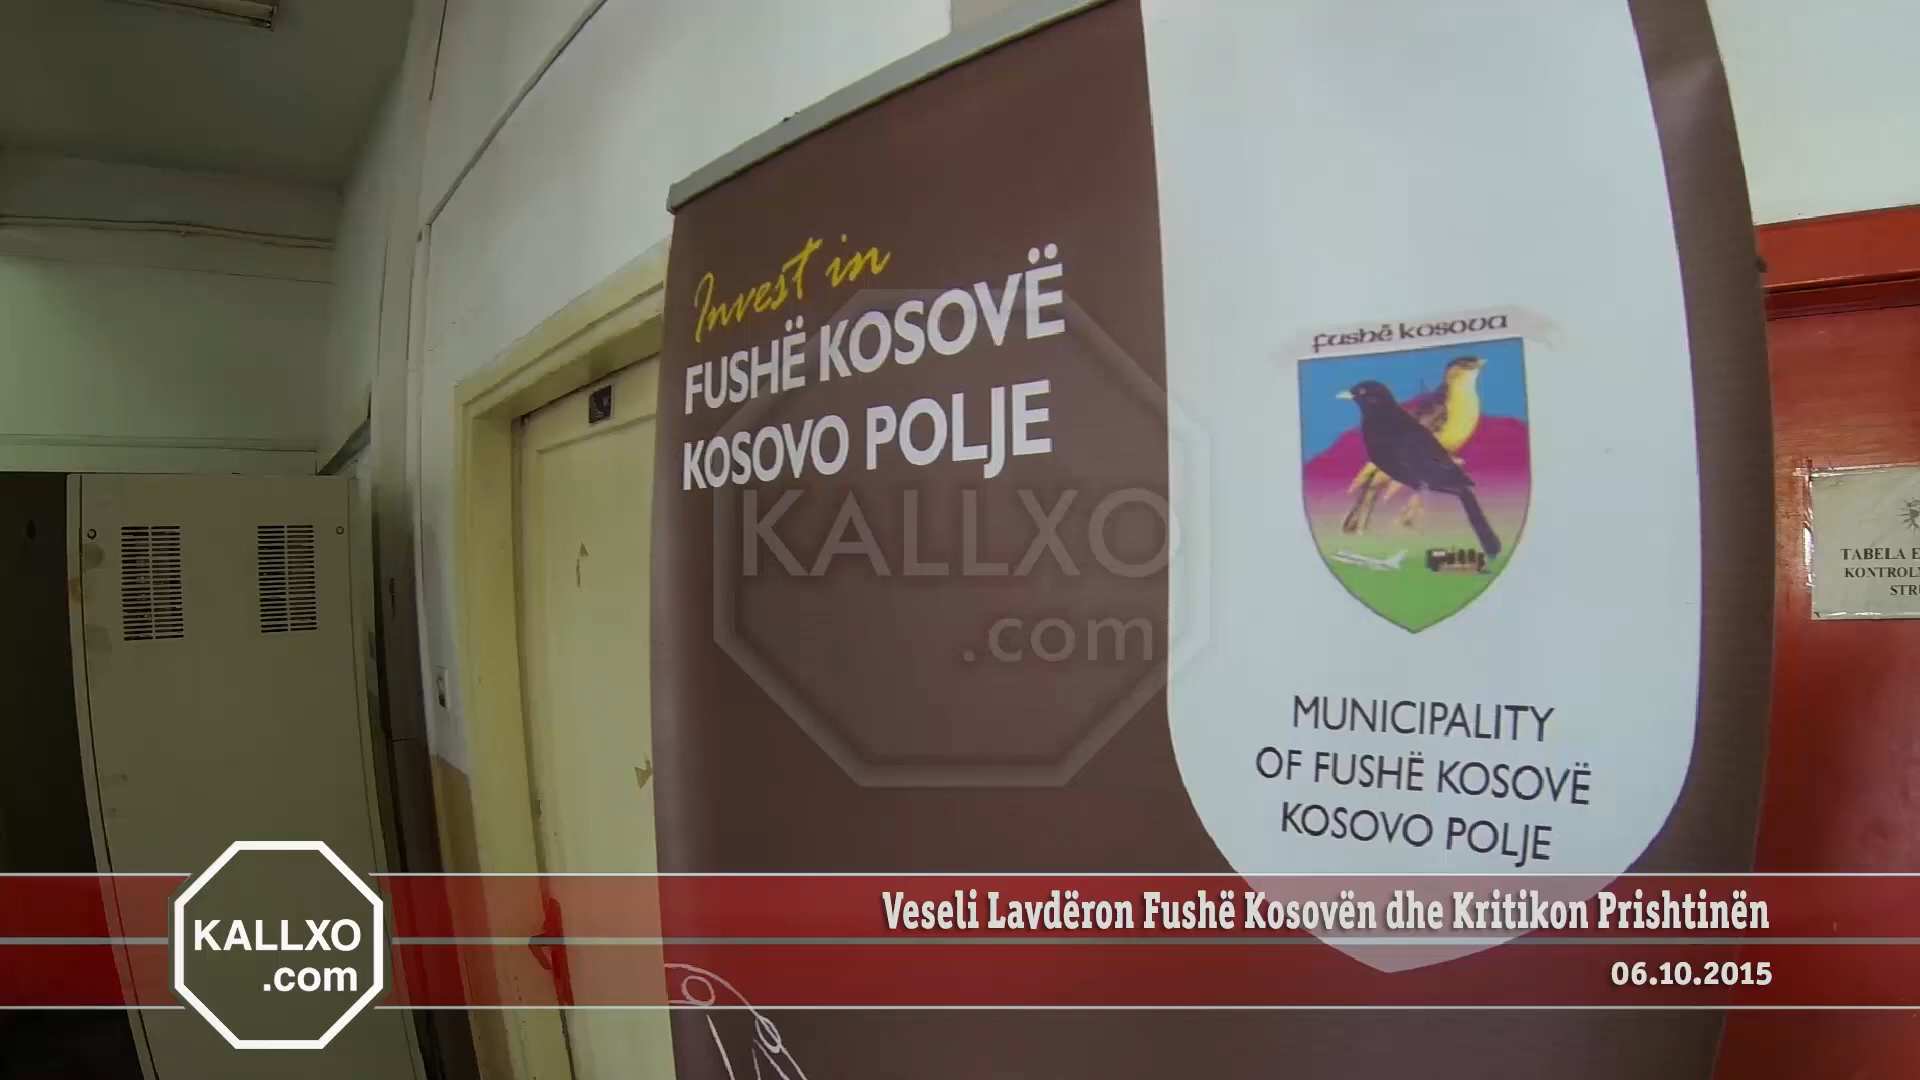 Invest in
FUSHË KOSOVË
KOSOVO POLJE
fushë kosova
MUNICIPALITY
OF FUSHË KOSOVË
KOSOVO POLJE
TABELA
KONTROL
KALLXO
.com
Veseli Lavdëron Fushë Kosovën dhe Kritikon Prishtinën
06.10.2015
KALLXO
.com